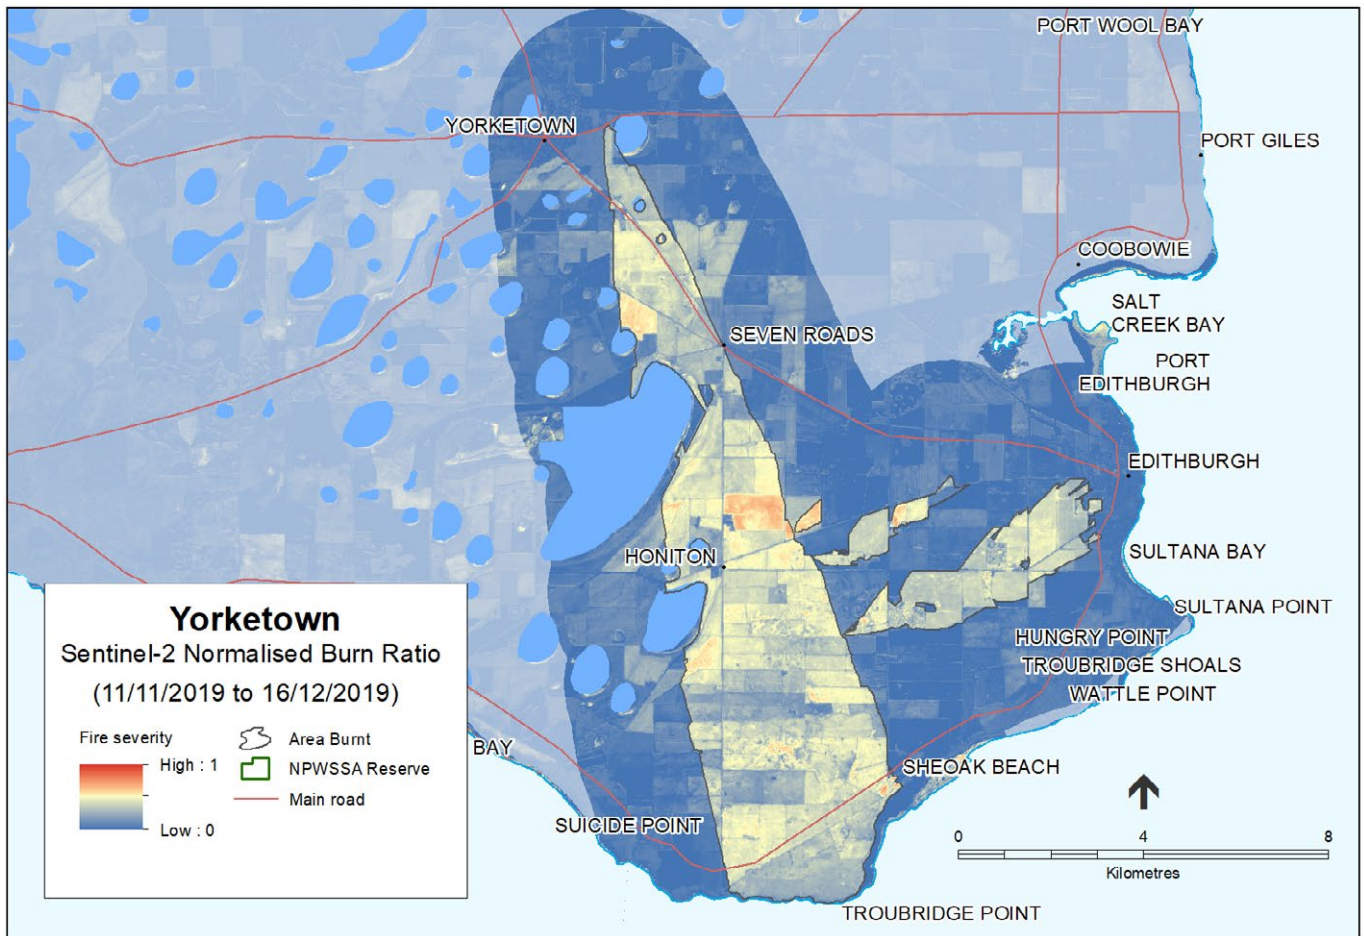 PORT WOOL BAY
YORKETOWN
PORT GILES
COOBOWIE
SALT
CREEK BAY
SEVEN ROADS
PORT
EDITHBURGH
EDITHBURGH
HONITON
SULTANA BAY
SULTANA POINT
HUNGRY POINT
TROUBRIDGE SHOALS
WATTLE POINT
BAY
SHEOAK BEACH
SUICIDE POINT
TROUBRIDGE POINT
Yorketown
Sentinel-2 Normalised Burn Ratio
(11/11/2019 to 16/12/2019)
Fire severity
High : 1
Low : 0
Area Burnt
NPWSSA Reserve
Main road
0 4 8
Kilometres